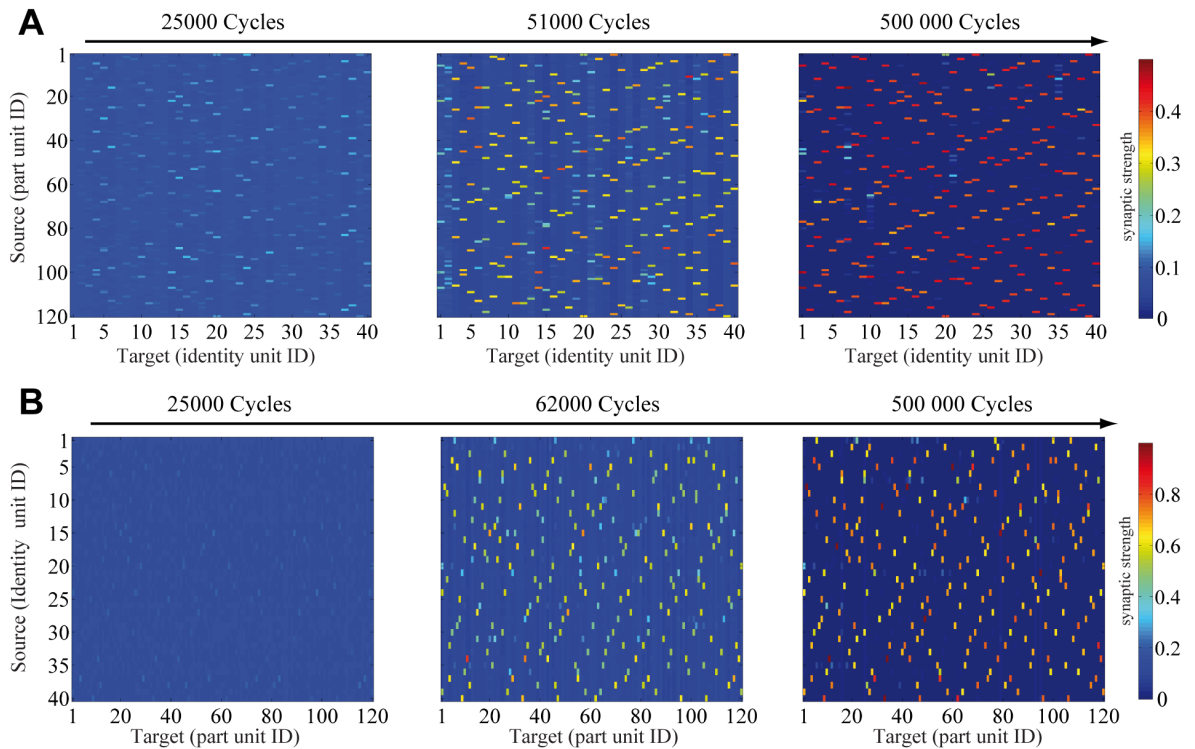 A
25000 Cycles 51000 Cycles 500 000 Cycles
Source (part unit ID)
1
20
40
60
80
100
120
1 5 10 15 20 25 30 35 40 1 5 10 15 20 25 30 35 40 1 5 10 15 20 25 30 35 40
Target (identity unit ID) Target (identity unit ID) Target (identity unit ID)
0.4
0.3
0.2
0.1
0
synaptic strength
B
25000 Cycles 62000 Cycles 500 000 Cycles
Source (Identity unit ID)
1
5
10
15
20
25
30
35
40
1 20 40 60 80 100 120 1 20 40 60 80 100 120 1 20 40 60 80 100 120
Target (part unit ID) Target (part unit ID) Target (part unit ID)
0.8
0.6
0.4
0.2
0
synaptic strength